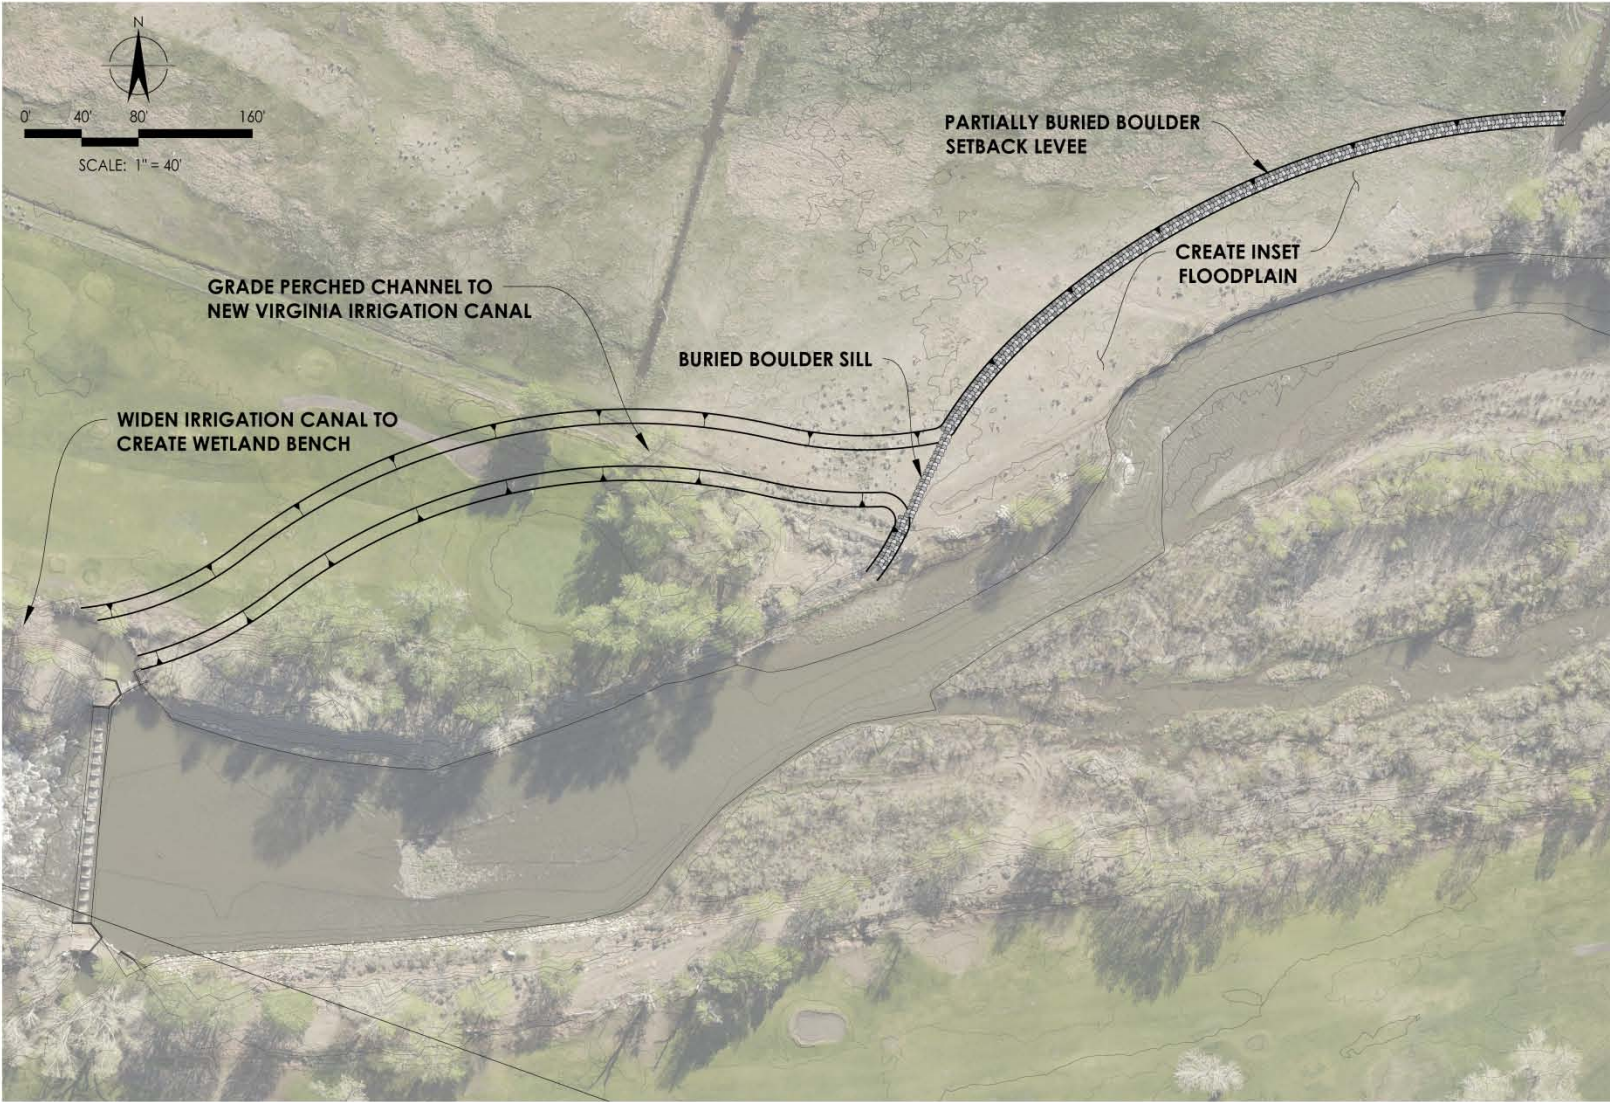 N
0' 40' 80' 160'
SCALE: 1" = 40'
PARTIALLY BURIED BOULDER
SETBACK LEVEE
CREATE INSET
FLOODPLAIN
GRADE PERCHED CHANNEL TO
NEW VIRGINIA IRRIGATION CANAL
BURIED BOULDER SILL
WIDEN IRRIGATION CANAL TO
CREATE WETLAND BENCH